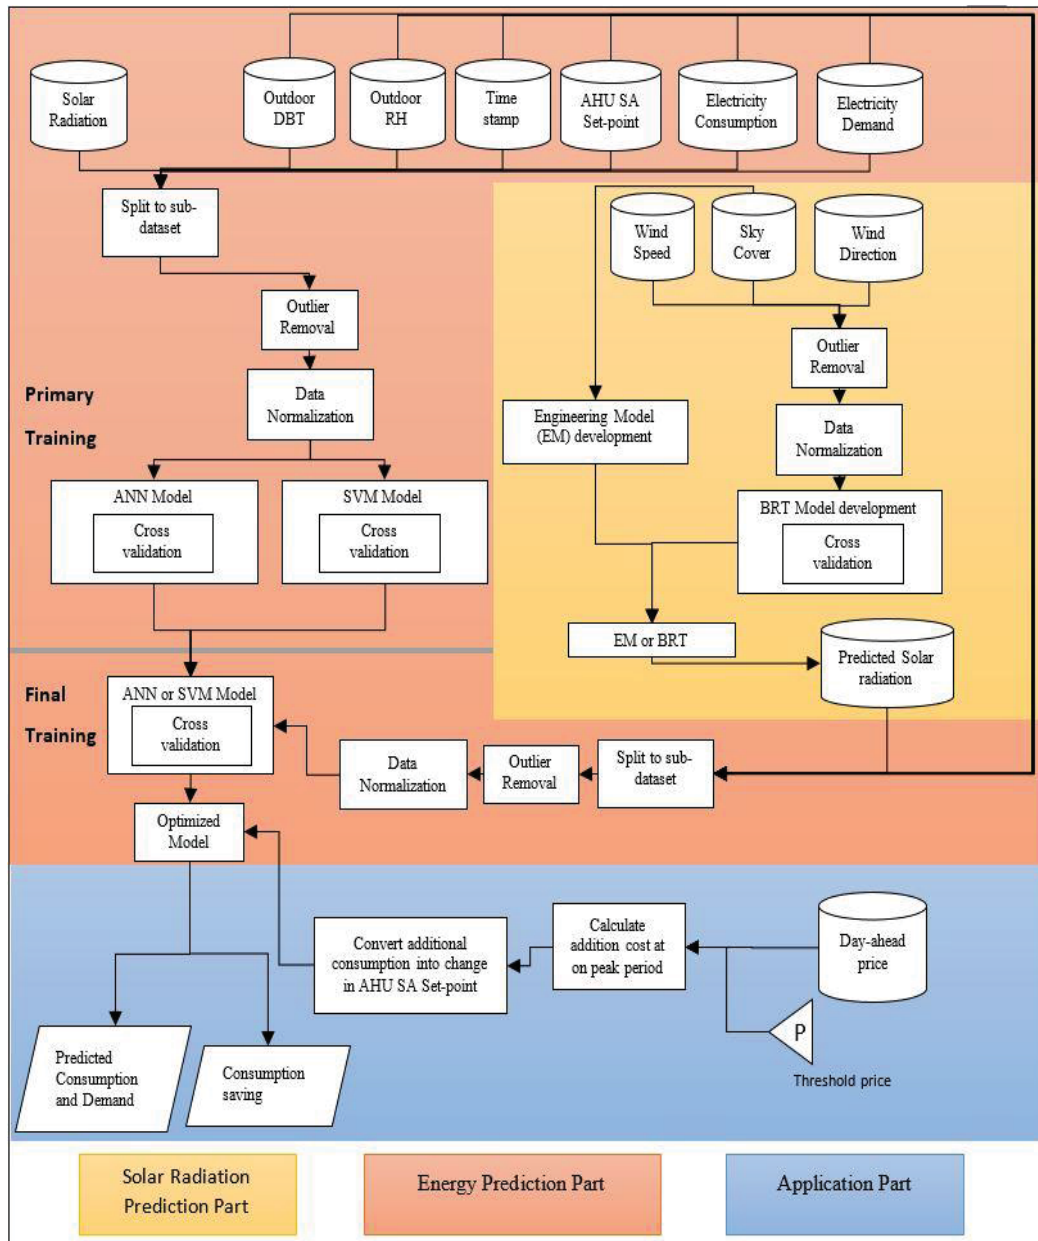 Solar
Radiation
Outdoor
DBT
Outdoor
RH
Time
stamp
AHU SA
Set-point
Electricity
Consumption
Electricity
Demand
Split to sub-
dataset
Wind
Speed
Sky
Cover
Wind
Direction
Outlier
Removal
Outlier
Removal
Primary
Training
Data
Normalization
Engineering Model
(EM) development
Data
Normalization
ANN Model
Cross
validation
SVM Model
Cross
validation
BRT Model development
Cross
validation
EM or BRT
Predicted Solar
radiation
Final
Training
ANN or SVM Model
Cross
validation
Data
Normalization
Outlier
Removal
Split to sub-
dataset
Optimized
Model
Convert additional
consumption into change
in AHU SA Set-point
Calculate
addition cost at
on peak period
Day-ahead
price
P
Threshold price
Predicted
Consumption
and Demand
Consumption
saving
Solar Radiation
Prediction Part
Energy Prediction Part
Application Part